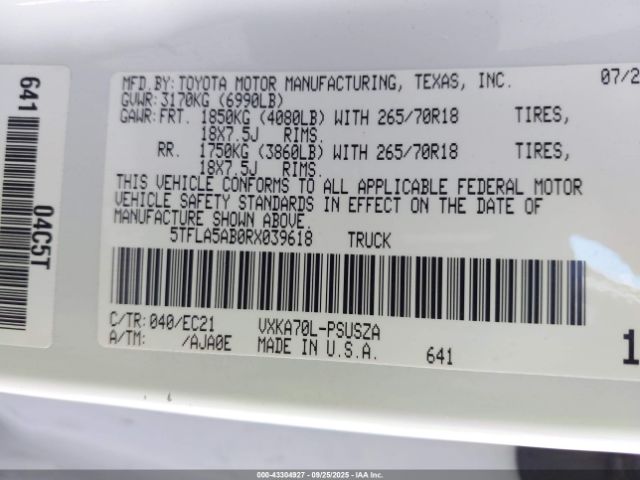 MFD.BY:TOYOTA MOTOR MANUFACTURING, TEXAS, INC. 07/2
GVWR:3170KG (6990LB)
GAWR:FRT. 1850KG (4080LB) WITH 265/70R18 TIRES,
18X7.5J RIMS.
RR. 1750KG (3860LB) WITH 265/70R18 TIRES,
18X7.5J RIMS.
THIS VEHICLE CONFORMS TO ALL APPLICABLE FEDERAL MOTOR
VEHICLE SAFETY STANDARDS IN EFFECT ON THE DATE OF
MANUFACTURE SHOWN ABOVE.
5TFLA5AB0RX039618 TRUCK
C/TR:040/EC21 VXKA70L-PSUSZA
A/TM: /AJA0E MADE IN U.S.A. 641
1
641
04C5T
000-43304927 - 09/25/2025 - Copyright © IAA